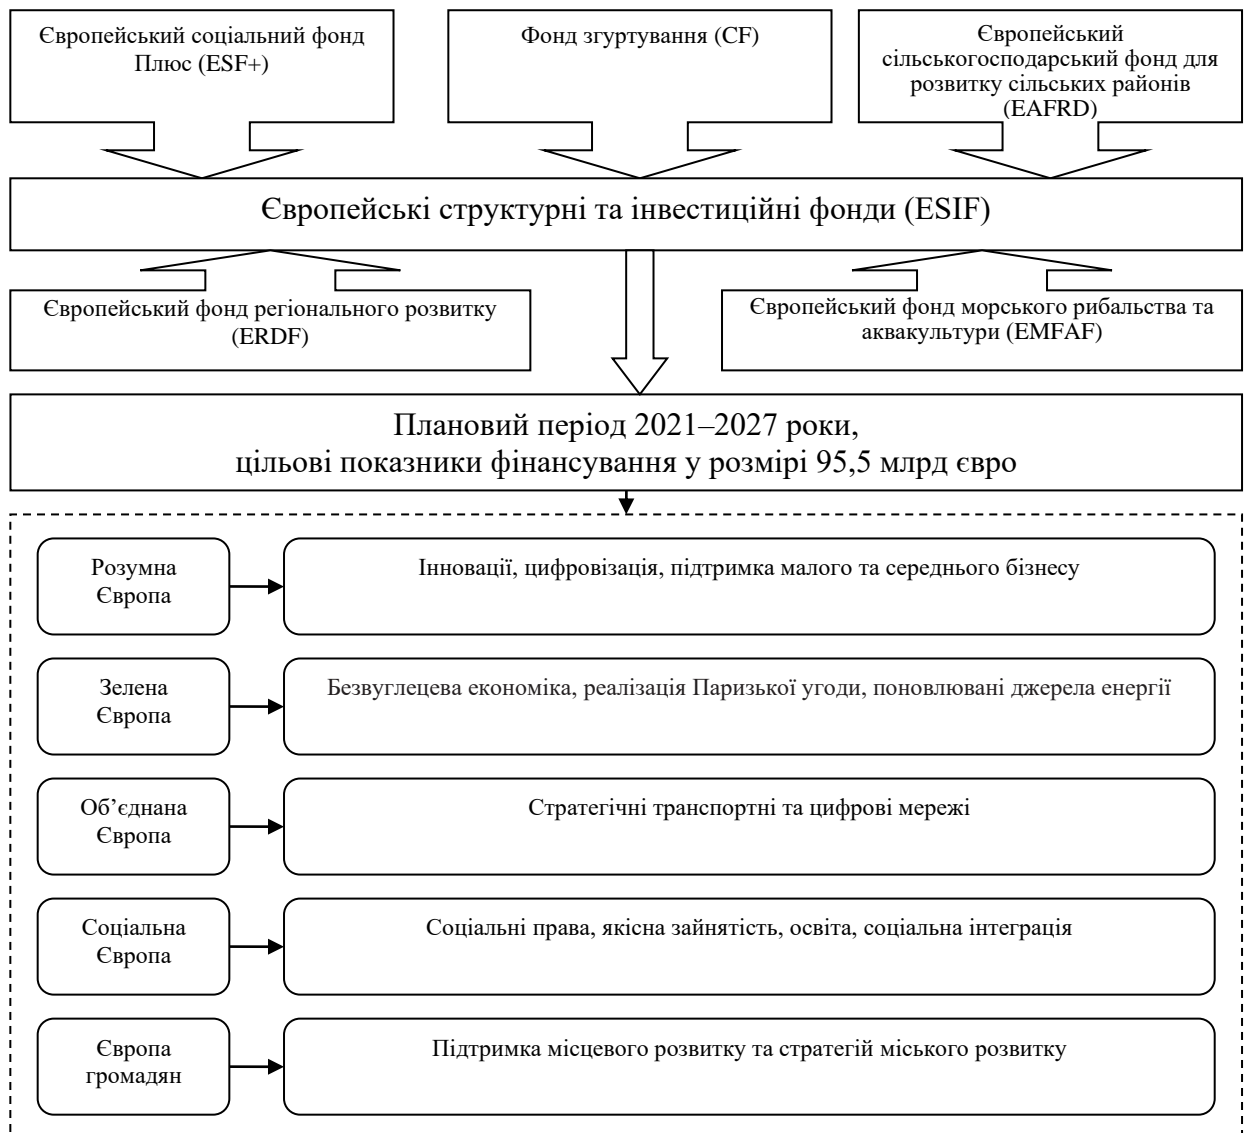 Європейський соціальний фонд
Плюс (ESF+)
Фонд згуртування (CF)
Європейський
сільськогосподарський фонд для
розвитку сільських районів
(EAFRD)
Європейські структурні та інвестиційні фонди (ESIF)
Європейський фонд регіонального розвитку
(ERDF)
Європейський фонд морського рибальства та
аквакультури (EMFAF)
Плановий період 2021–2027 роки,
цільові показники фінансування у розмірі 95,5 млрд євро
Розумна
Європа
Інновації, цифровізація, підтримка малого та середнього бізнесу
Зелена
Європа
Безвуглецева економіка, реалізація Паризької угоди, поновлювані джерела енергії
Об’єднана
Європа
Стратегічні транспортні та цифрові мережі
Соціальна
Європа
Соціальні права, якісна зайнятість, освіта, соціальна інтеграція
Європа
громадян
Підтримка місцевого розвитку та стратегій міського розвитку